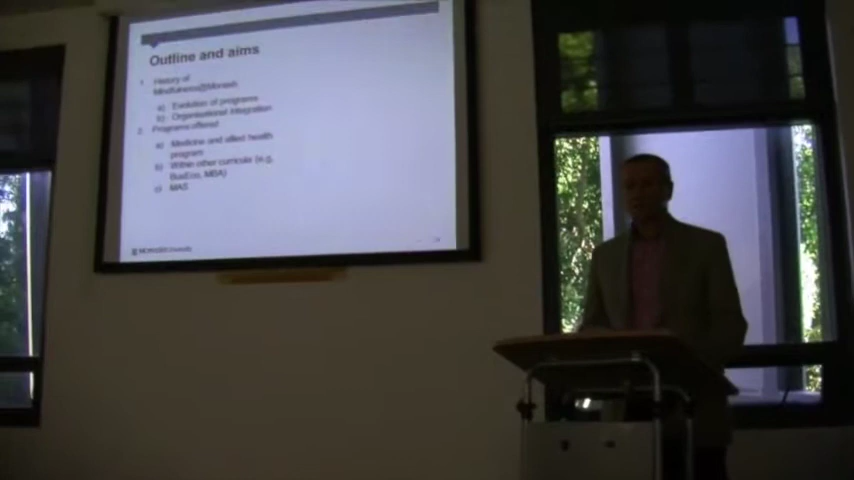 Outline and aims
1. History of
Mindfulness@Monash
a) Evolution of programs
b) Organisational Integration
2. Programs offered
a) Medicine and allied health
program
b) Within other curricula (e.g.
BusEco, MBA)
c) MAS
MONASH University